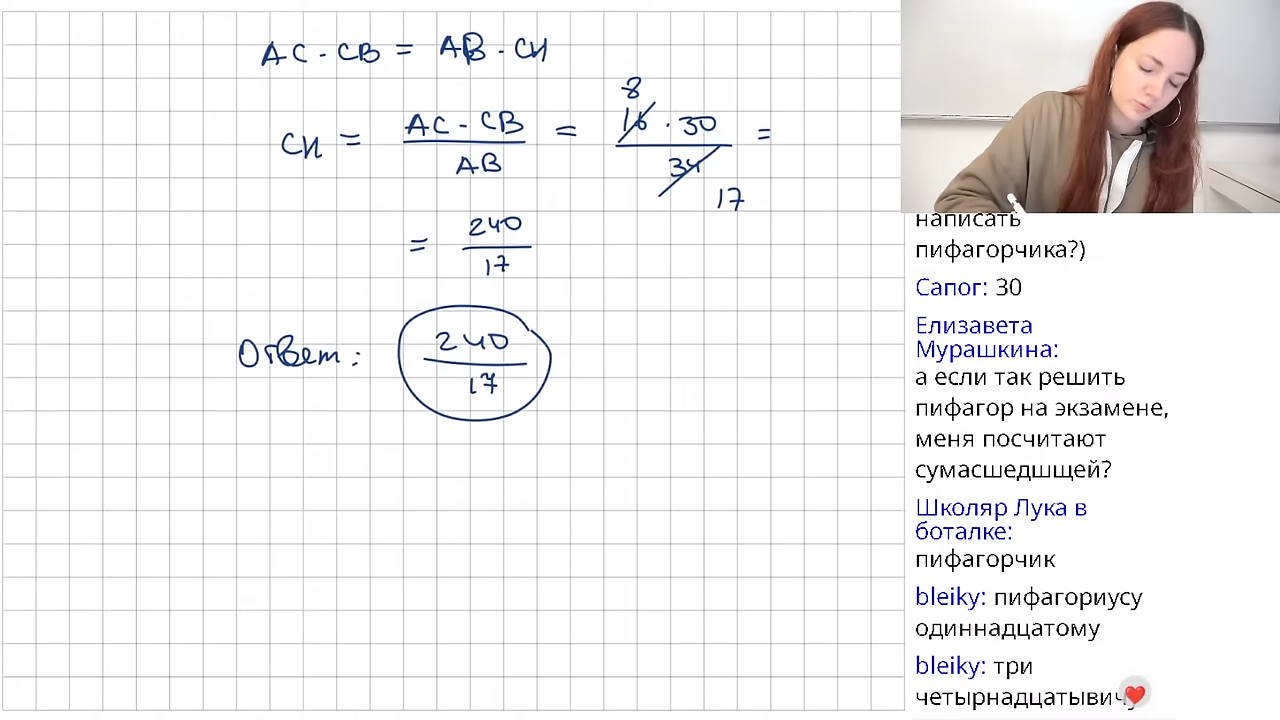 AC · CB = AB · CH
8
CH = AC · CB / AB = 16 · 30 / 34 =
17
= 240 / 17
Ответ: 240 / 17
написать
пифагорчика?)
Сапог: 30
Елизавета
Мурашкина:
а если так решить
пифагор на экзамене,
меня посчитают
сумасшедшщей?
Школяр Лука в
боталке:
пифагорчик
bleiky: пифагориусу
одиннадцатому
bleiky: три
четырнадцатывичу